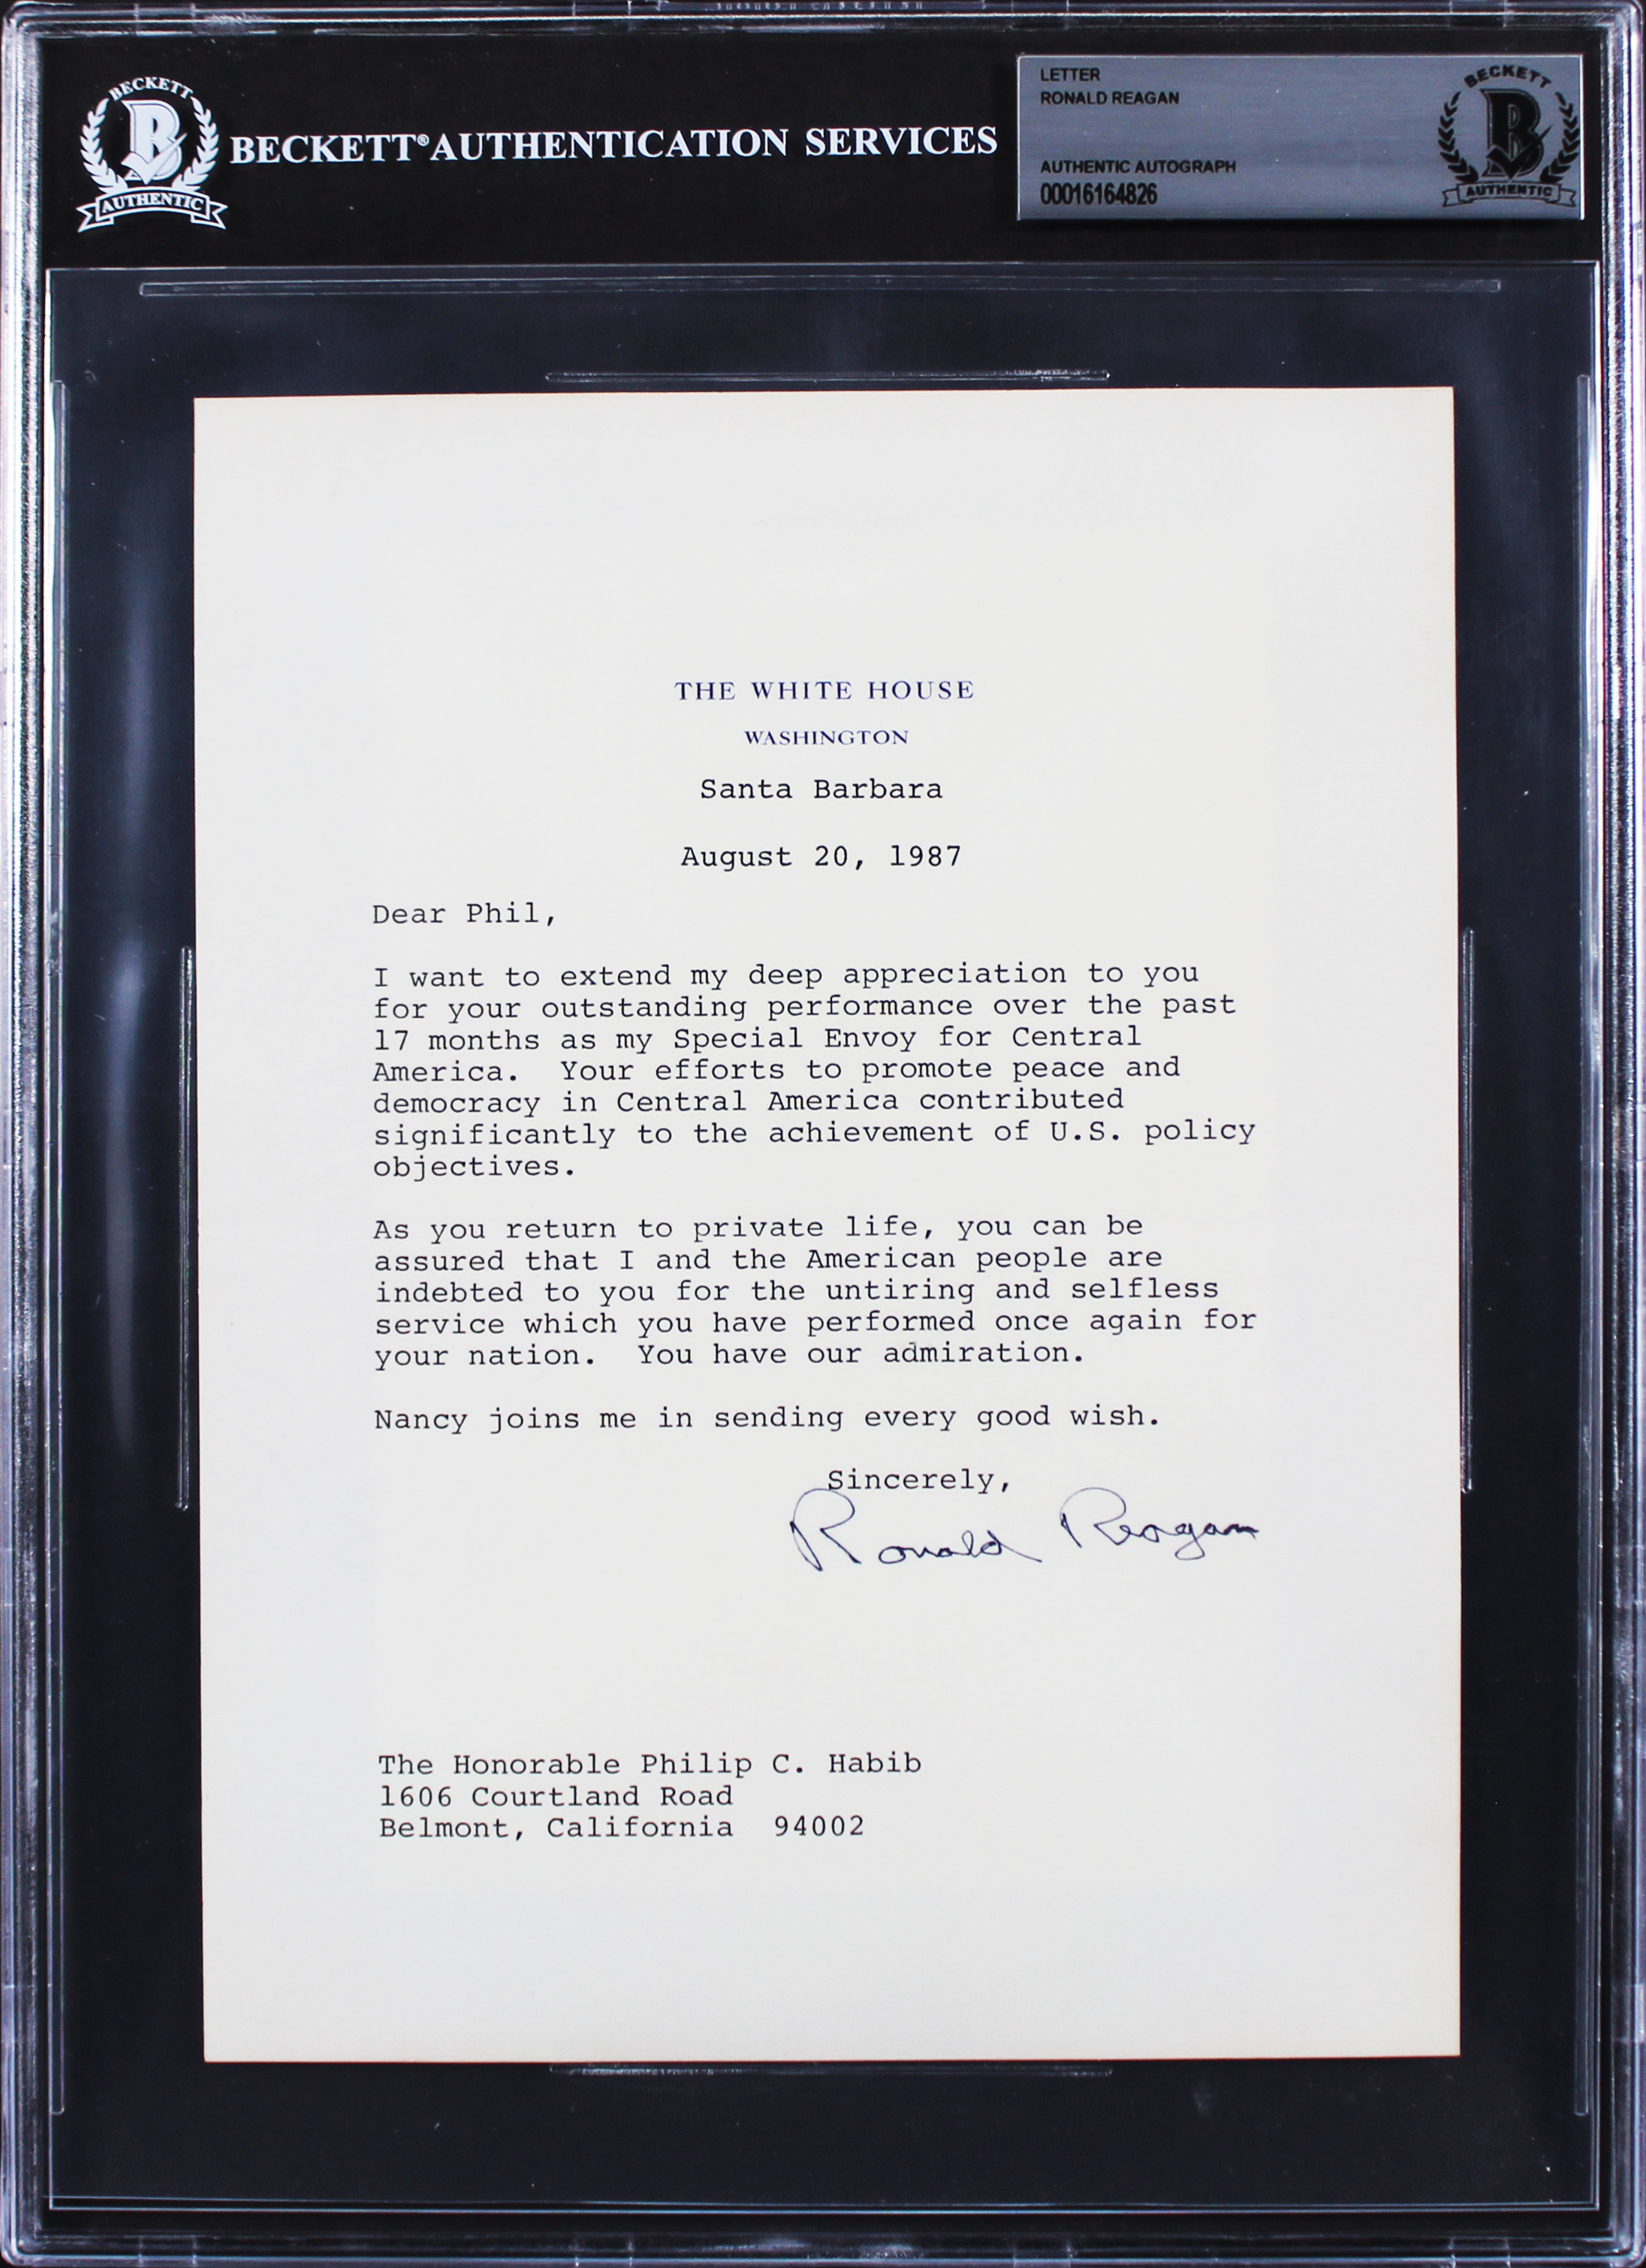 BECKETT
B
AUTHENTIC
BECKETT® AUTHENTICATION SERVICES
LETTER
RONALD REAGAN
AUTHENTIC AUTOGRAPH
00016164826
BECKETT
B
AUTHENTIC
THE WHITE HOUSE
WASHINGTON
Santa Barbara
August 20, 1987
Dear Phil,
I want to extend my deep appreciation to you
for your outstanding performance over the past
17 months as my Special Envoy for Central
America.  Your efforts to promote peace and
democracy in Central America contributed
significantly to the achievement of U.S. policy
objectives.
As you return to private life, you can be
assured that I and the American people are
indebted to you for the untiring and selfless
service which you have performed once again for
your nation.  You have our admiration.
Nancy joins me in sending every good wish.
Sincerely,
Ronald Reagan
The Honorable Philip C. Habib
1606 Courtland Road
Belmont, California  94002